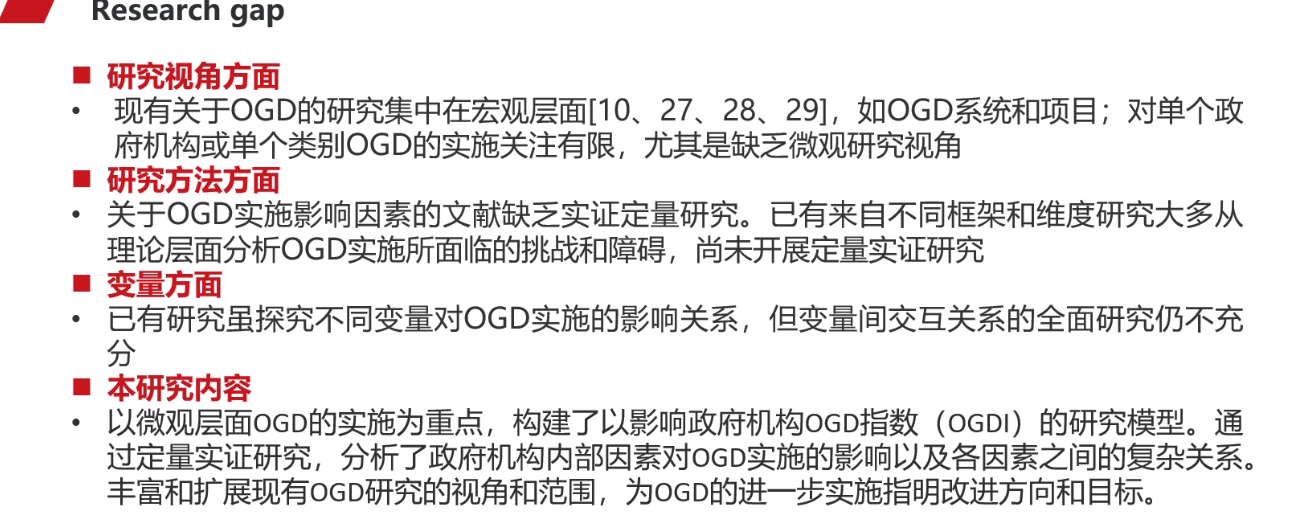 Research gap
■ 研究视角方面
• 现有关于OGD的研究集中在宏观层面[10、27、28、29]，如OGD系统和项目；对单个政
府机构或单个类别OGD的实施关注有限，尤其是缺乏微观研究视角
■ 研究方法方面
• 关于OGD实施影响因素的文献缺乏实证定量研究。已有来自不同框架和维度研究大多从
理论层面分析OGD实施所面临的挑战和障碍，尚未开展定量实证研究
■ 变量方面
• 已有研究虽探究不同变量对OGD实施的影响关系，但变量间交互关系的全面研究仍不充
分
■ 本研究内容
• 以微观层面OGD的实施为重点，构建了以影响政府机构OGD指数（OGDI）的研究模型。通
过定量实证研究，分析了政府机构内部因素对OGD实施的影响以及各因素之间的复杂关系。
丰富和扩展现有OGD研究的视角和范围，为OGD的进一步实施指明改进方向和目标。